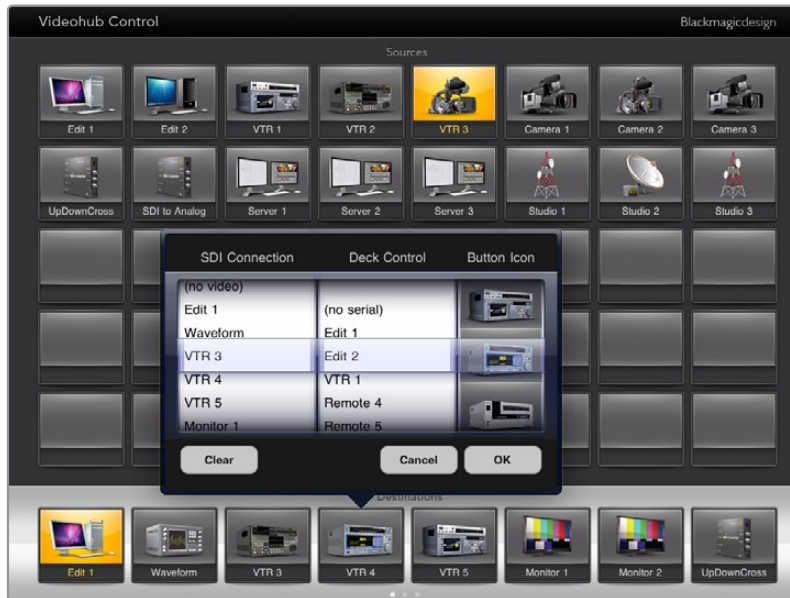 Videohub Control
Blackmagicdesign
Sources
Edit 1
Edit 2
VTR 1
VTR 2
VTR 3
Camera 1
Camera 2
Camera 3
UpDownCross
SDI to Analog
Server 1
Server 2
Server 3
Studio 1
Studio 2
Studio 3
SDI Connection
Deck Control
Button Icon
(no video)
Edit 1
Waveform
VTR 3
VTR 4
VTR 5
Monitor 1
(no serial)
Edit 1
Edit 2
VTR 1
Remote 4
Remote 5
Clear
Cancel
OK
Destinations
Edit 1
Waveform
VTR 3
VTR 4
VTR 5
Monitor 1
Monitor 2
UpDownCross